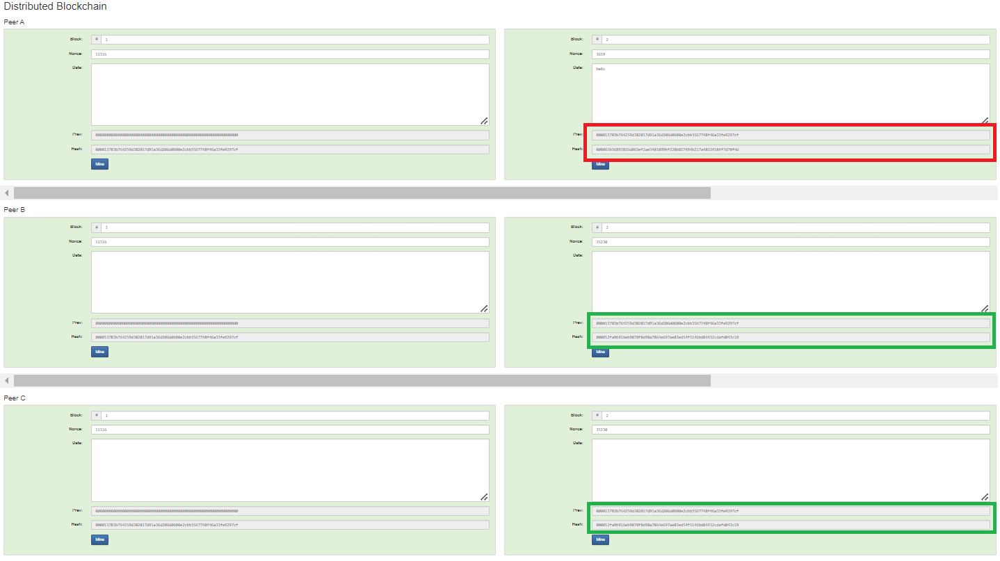 Distributed Blockchain
Peer A
Block: # 1
Nonce: 11316
Data:
Prev: 0000000000000000000000000000000000000000000000000000000000000000
Hash: 000015783b764259d382017d91a36d206d0600e2cbb3567748f46a33fe9297cf
Mine
Block: # 2
Nonce: 3659
Data: hello
Prev: 000015783b764259d382017d91a36d206d0600e2cbb3567748f46a33fe9297cf
Hash:
Mine
Peer B
Block: # 1
Nonce: 11316
Data:
Prev: 0000000000000000000000000000000000000000000000000000000000000000
Hash: 000015783b764259d382017d91a36d206d0600e2cbb3567748f46a33fe9297cf
Mine
Block: # 2
Nonce: 35230
Data:
Prev: 000015783b764259d382017d91a36d206d0600e2cbb3567748f46a33fe9297cf
Hash: 000012fa9b916eb9078f8d98a7864e697ae83ed54f5146bd84452cdafd043c19
Mine
Peer C
Block: # 1
Nonce: 11316
Data:
Prev: 0000000000000000000000000000000000000000000000000000000000000000
Hash: 000015783b764259d382017d91a36d206d0600e2cbb3567748f46a33fe9297cf
Mine
Block: # 2
Nonce: 35230
Data:
Prev: 000015783b764259d382017d91a36d206d0600e2cbb3567748f46a33fe9297cf
Hash: 000012fa9b916eb9078f8d98a7864e697ae83ed54f5146bd84452cdafd043c19
Mine